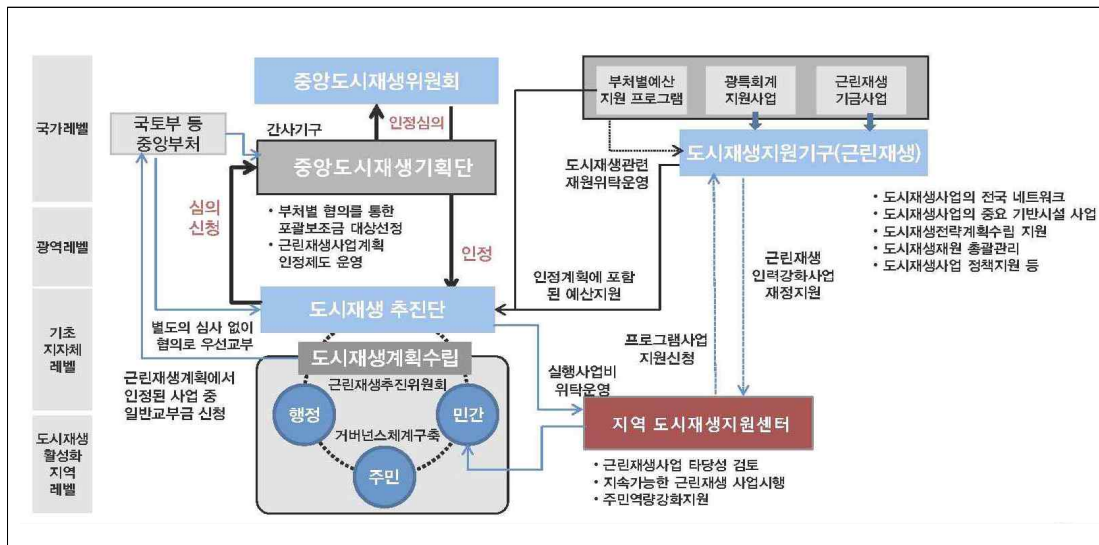 국가레벨
광역레벨
기초
지자체
레벨
도시재생
활성화
지역
레벨
중앙도시재생위원회
인정심의
간사기구
국토부 등
중앙부처
중앙도시재생기획단
심의
신청
• 부처별 협의를 통한
포괄보조금 대상선정
• 근린재생사업계획
인정제도 운영
인정
도시재생 추진단
별도의 심사 없이
협의로 우선교부
근린재생계획에서
인정된 사업 중
일반교부금 신청
도시재생계획수립
근린재생추진위원회
행정
민간
거버넌스체계구축
주민
부처별예산
지원 프로그램
광특회계
지원사업
근린재생
기금사업
도시재생지원기구(근린재생)
도시재생관련
재원위탁운영
• 도시재생사업의 전국 네트워크
• 도시재생사업의 중요 기반시설 사업
• 도시재생전략계획수립 지원
• 도시재생재원 총괄관리
• 도시재생사업 정책지원 등
인정계획에 포함
된 예산지원
근린재생
인력강화사업
재정지원
프로그램사업
지원신청
실행사업비
위탁운영
지역 도시재생지원센터
• 근린재생사업 타당성 검토
• 지속가능한 근린재생 사업시행
• 주민역량강화지원